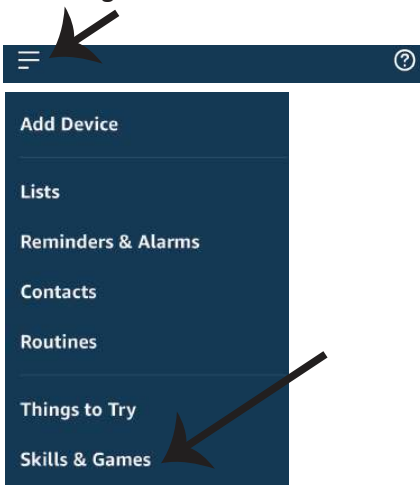 Add Device
Lists
Reminders & Alarms
Contacts
Routines
Things to Try
Skills & Games